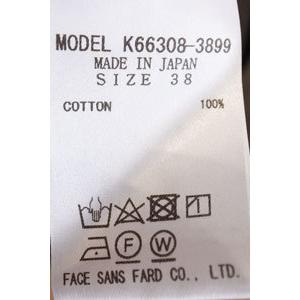 MODEL K66308-3899
MADE IN JAPAN
SIZE 38
COTTON 100%
F W
FACE SANS FARD CO., LTD.